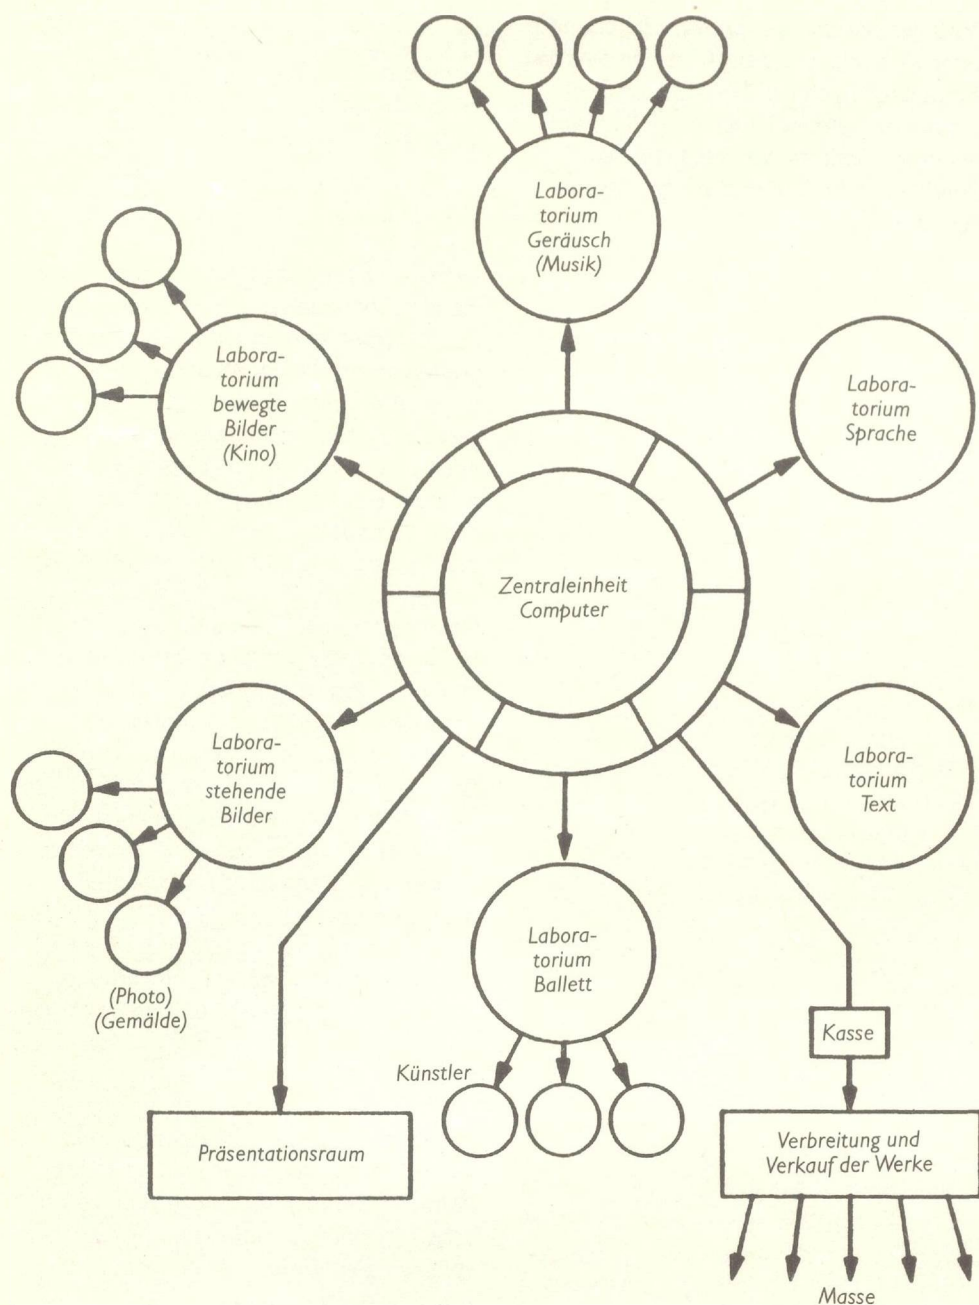 Labora-
torium
Geräusch
(Musik)
Labora-
torium
bewegte
Bilder
(Kino)
Labora-
torium
Sprache
Zentraleinheit
Computer
Labora-
torium
stehende
Bilder
Labora-
torium
Text
Labora-
torium
Ballett
(Photo)
(Gemälde)
Kasse
Künstler
Präsentationsraum
Verbreitung und
Verkauf der Werke
Masse